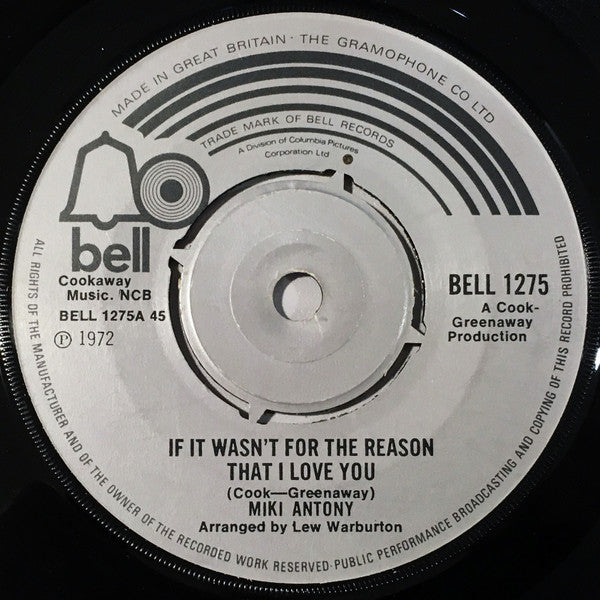 MADE IN GREAT BRITAIN · THE GRAMOPHONE CO LTD
TRADE MARK OF BELL RECORDS
A Division of Columbia Pictures
Corporation Ltd
bell
Cookaway
Music. NCB
BELL 1275A 45
Ⓟ 1972
BELL 1275
A Cook-
Greenaway
Production
IF IT WASN'T FOR THE REASON
THAT I LOVE YOU
(Cook—Greenaway)
MIKI ANTONY
Arranged by Lew Warburton
ALL RIGHTS OF THE MANUFACTURER AND OF THE OWNER OF THE RECORDED WORK RESERVED·PUBLIC PERFORMANCE BROADCASTING AND COPYING OF THIS RECORD PROHIBITED